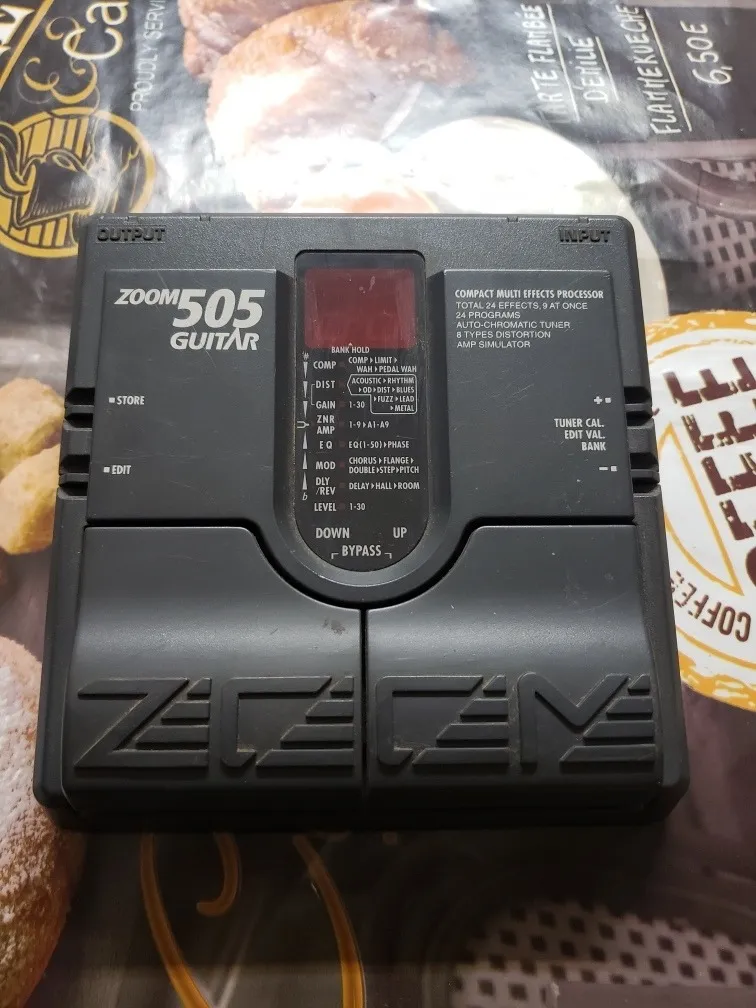 & Ca
PROUDLY SERVI
FLAMMEKUECHE
6,50€
OUTPUT
INPUT
ZOOM 505
GUITAR
COMPACT MULTI EFFECTS PROCESSOR
TOTAL 24 EFFECTS, 9 AT ONCE
24 PROGRAMS
AUTO-CHROMATIC TUNER
8 TYPES DISTORTION
AMP SIMULATOR
BANK HOLD
COMP COMP▸LIMIT▸
WAH▸PEDAL WAH
DIST ACOUSTIC▸RHYTHM
▸OD▸DIST▸BLUES
▸FUZZ▸LEAD
▸METAL
GAIN 1-30
ZNR
AMP 1-9▸A1-A9
EQ EQ(1-50)▸PHASE
MOD CHORUS▸FLANGE▸
DOUBLE▸STEP▸PITCH
DLY
/REV DELAY▸HALL▸ROOM
LEVEL 1-30
# 
b
STORE
EDIT
+
TUNER CAL.
EDIT VAL.
BANK
-
DOWN UP
BYPASS
ZOOM
COFFEE